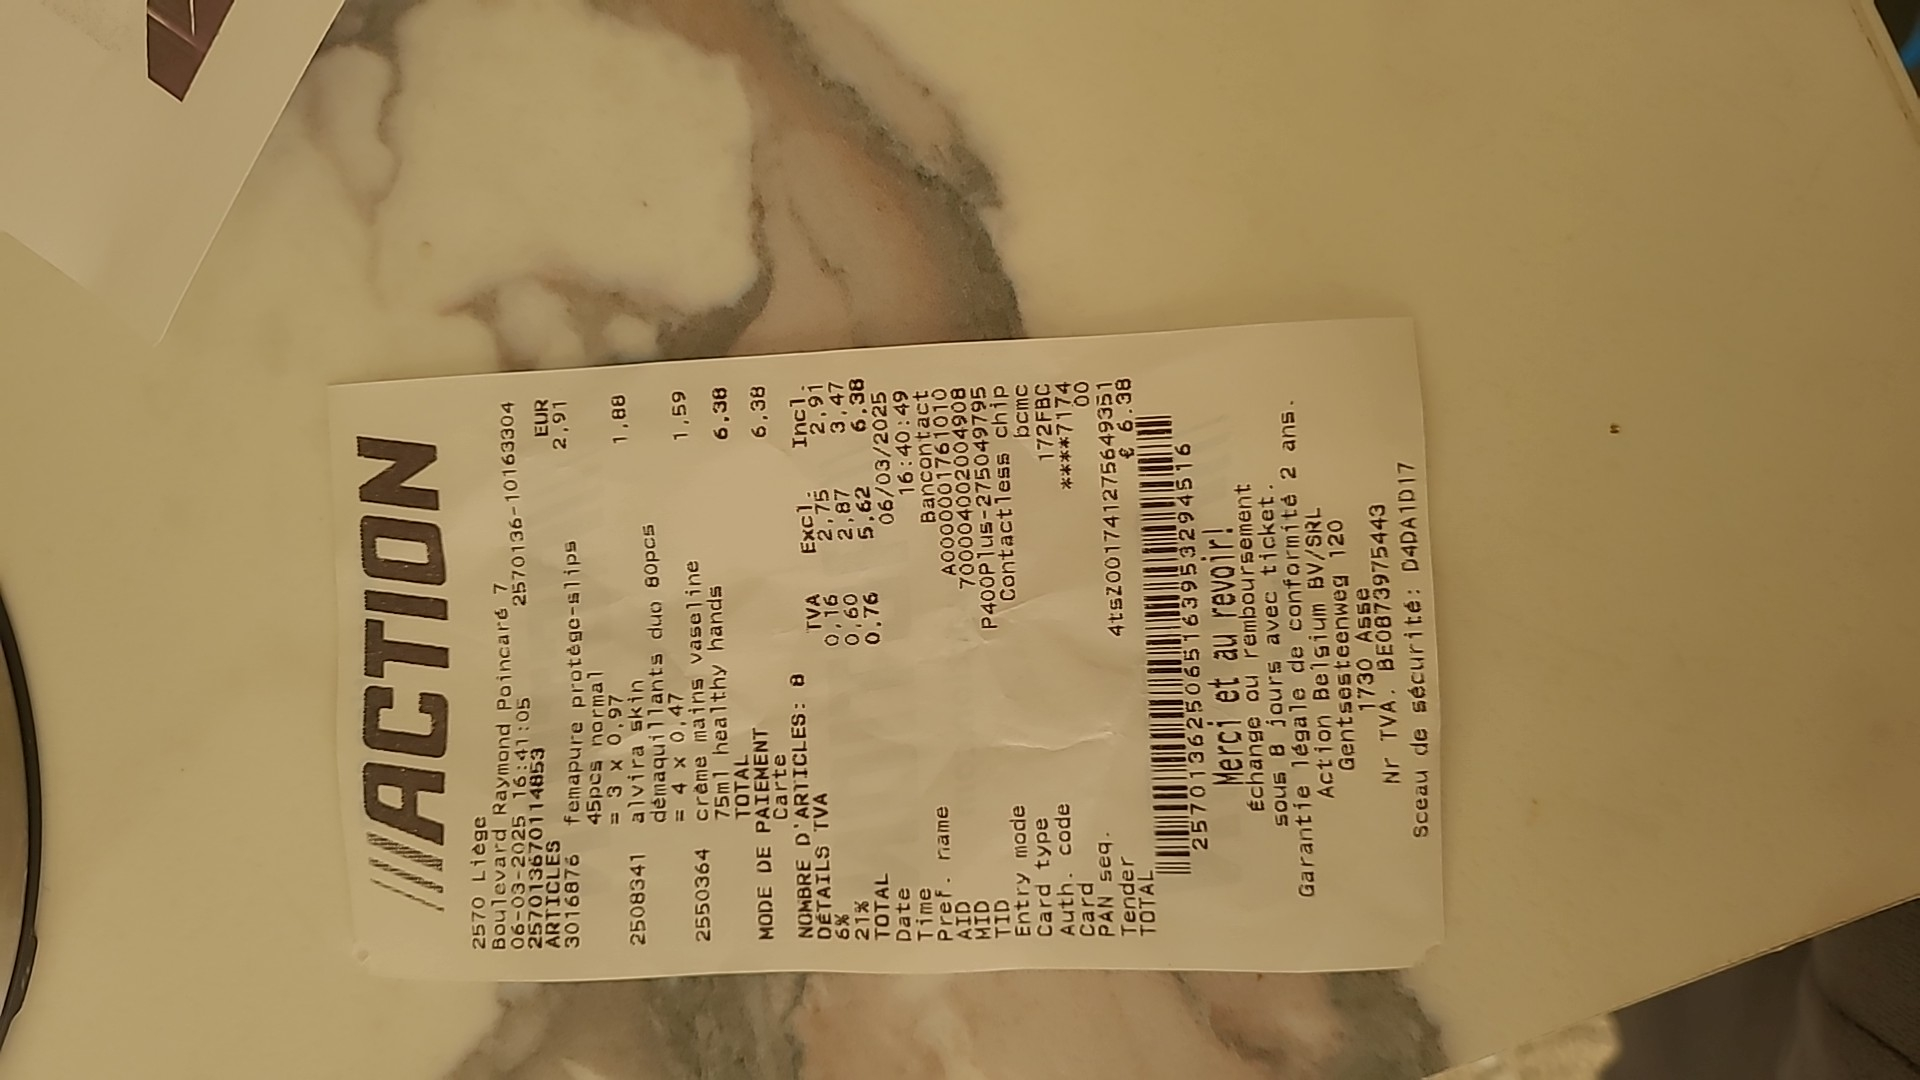 ACTION
2570 Liège
Boulevard Raymond Poincaré 7
06-03-2025 16:41:05 2570136-10163304
2570136701148​53
ARTICLES EUR
3016876 femapure protège-slips 2,91
45pcs normal
= 3 x 0,97
2508341 alvira skin 1,88
démaquillants duo 80pcs
= 4 x 0,47
2550364 crème mains vaseline 1,59
75ml healthy hands
TOTAL 6,38
MODE DE PAIEMENT
Carte 6,38
NOMBRE D'ARTICLES: 8
DÉTAILS TVA TVA Excl. Incl.
6% 0,16 2,75 2,91
21% 0,60 2,87 3,47
TOTAL 0,76 5,62 6,38
Date 06/03/2025
Time 16:40:49
Pref. name Bancontact
AID A0000001761010
MID 7000040020049​08
TID P400Plus-275049795
Entry mode Contactless chip
Card type bcmc
Auth. code 172FBC
Card ****7174
PAN seq. 00
Tender 4tsZ001741275649351
TOTAL € 6.38
257013625065163953294516
Merci et au revoir!
Échange ou remboursement
sous 8 jours avec ticket.
Garantie légale de conformité 2 ans.
Action Belgium BV/SRL
Gentsesteenweg 120
1730 Asse
Nr TVA. BE0873975443
Sceau de sécurité: D4DA1D17